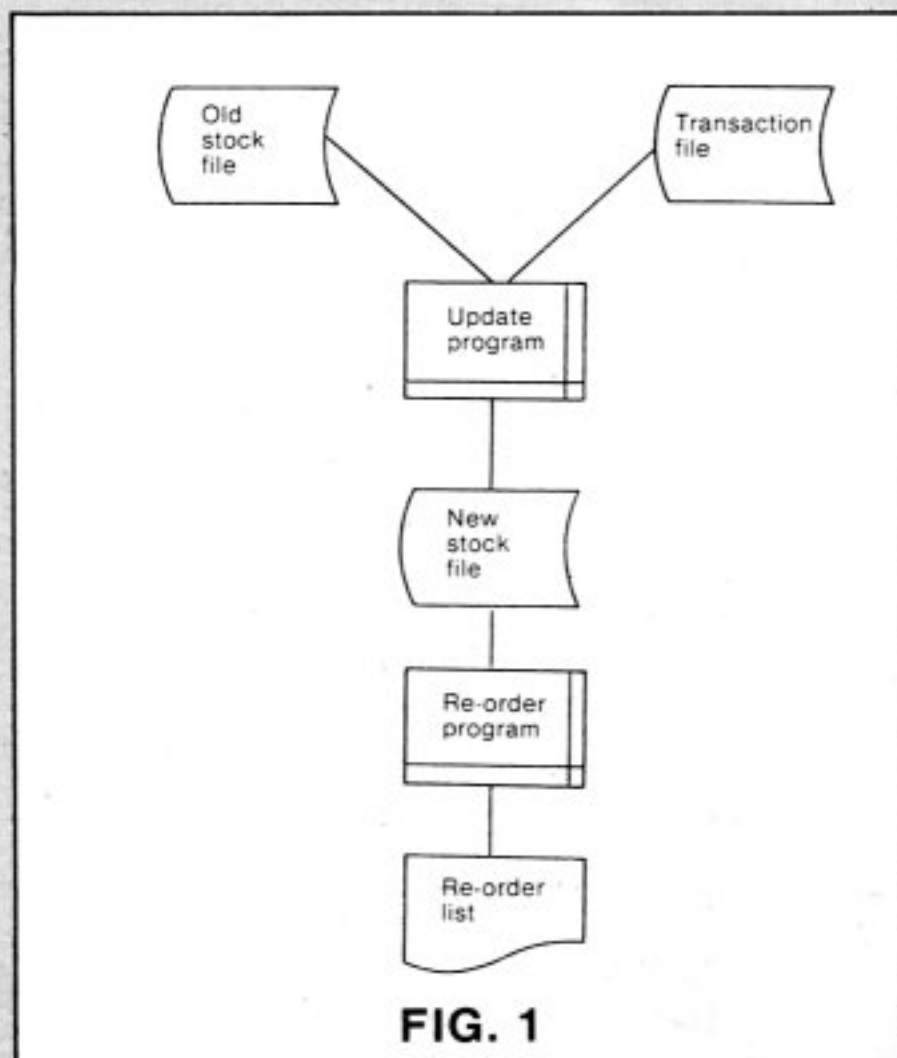 Old
stock
file
Transaction
file
Update
program
New
stock
file
Re-order
program
Re-order
list
FIG. 1